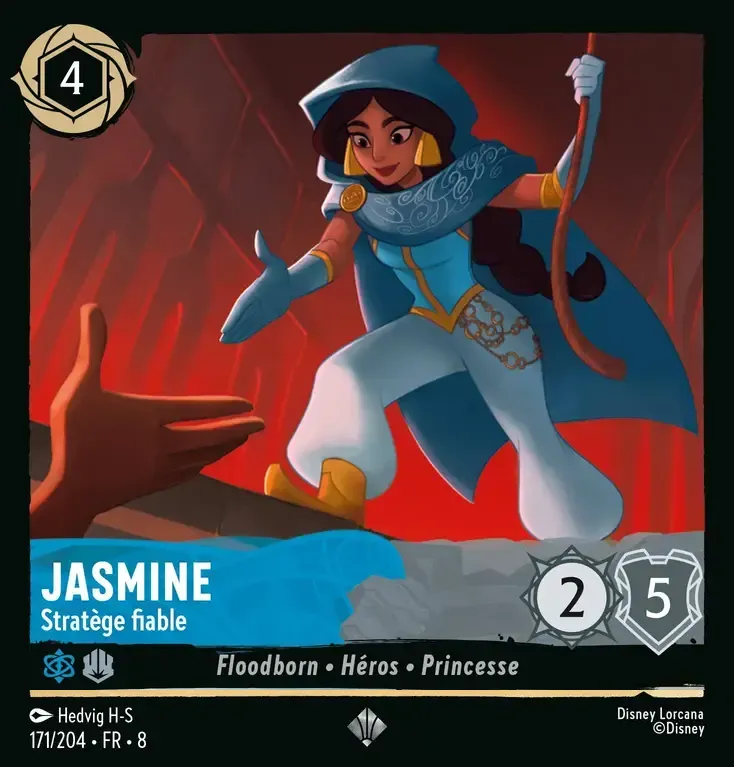 4
JASMINE
Stratège fiable
2
5
Floodborn • Héros • Princesse
Hedvig H-S
171/204 • FR • 8
Disney Lorcana
©Disney